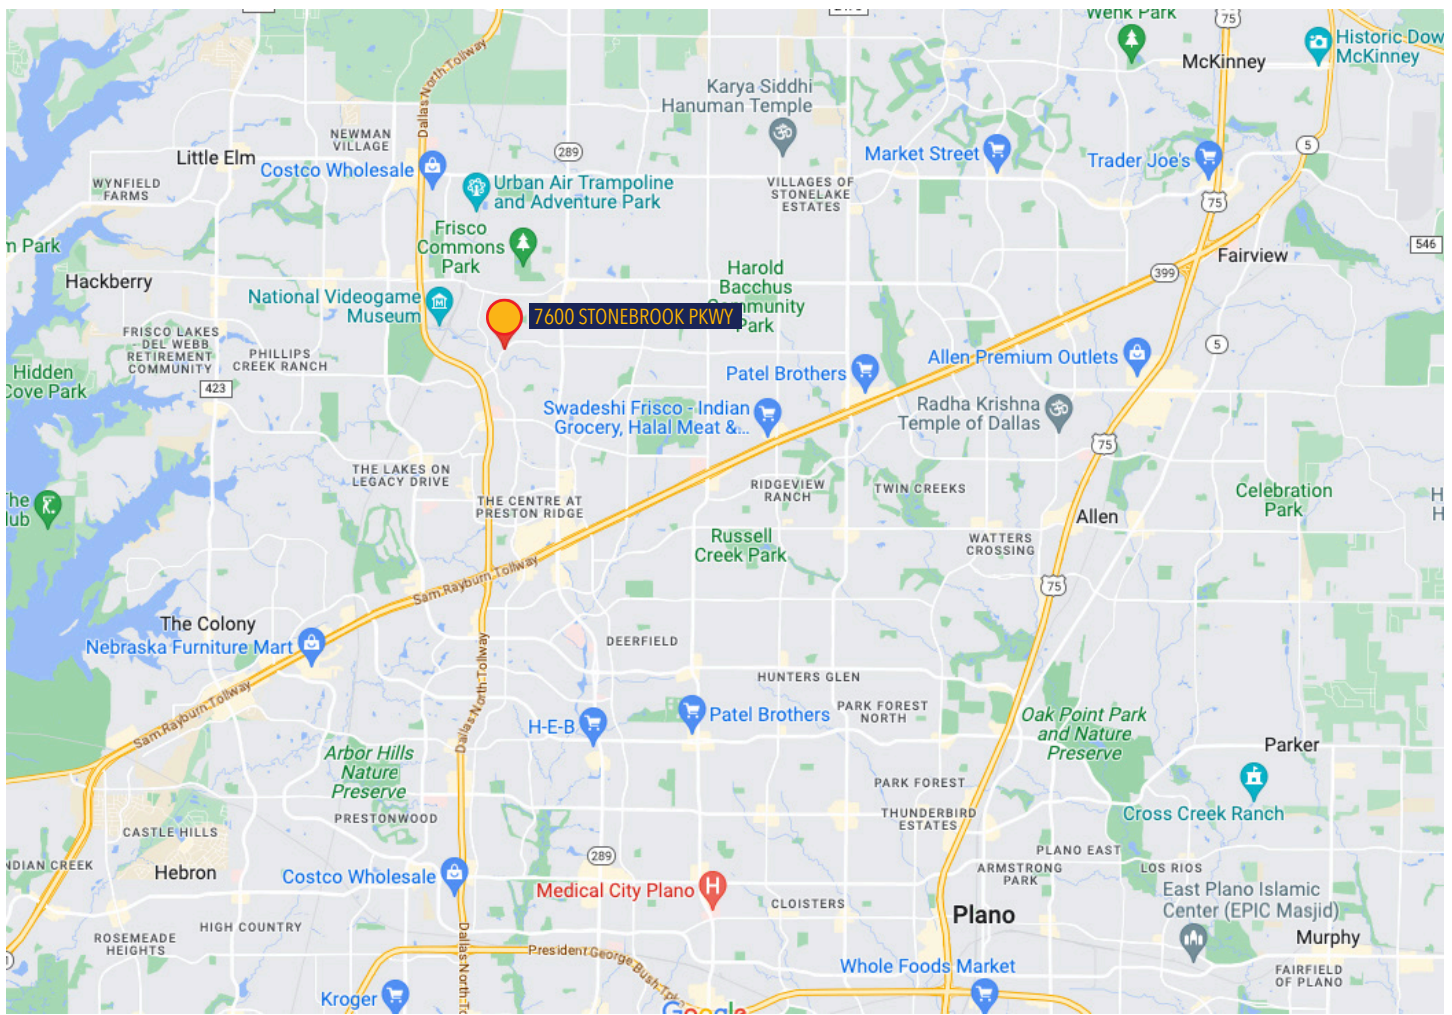 Wenk Park
75
Historic Dow
McKinney
McKinney
Dallas North Tollway
Karya Siddhi
Hanuman Temple
NEWMAN
VILLAGE
289
5
Little Elm
Costco Wholesale
Market Street
Trader Joe's
WYNFIELD
FARMS
Urban Air Trampoline
and Adventure Park
VILLAGES OF
STONELAKE
ESTATES
75
Frisco
Commons
Park
m Park
546
Fairview
Hackberry
Harold
Bacchus
Community
Park
399
National Videogame
Museum
7600 STONEBROOK PKWY
FRISCO LAKES
- DEL WEBB
RETIREMENT
COMMUNITY
PHILLIPS
CREEK RANCH
5
Allen Premium Outlets
Hidden
Cove Park
423
Patel Brothers
Swadeshi Frisco - Indian
Grocery, Halal Meat &...
Radha Krishna
Temple of Dallas
75
THE LAKES ON
LEGACY DRIVE
RIDGEVIEW
RANCH
TWIN CREEKS
Celebration
Park
H
H
The
lub
THE CENTRE AT
PRESTON RIDGE
Allen
Russell
Creek Park
WATTERS
CROSSING
Sam Rayburn Tollway
75
The Colony
Nebraska Furniture Mart
DEERFIELD
Dallas North Tollway
HUNTERS GLEN
Sam Rayburn Tollway
H-E-B
Patel Brothers
PARK FOREST
NORTH
Oak Point Park
and Nature
Preserve
Arbor Hills
Nature
Preserve
Parker
PARK FOREST
Cross Creek Ranch
PRESTONWOOD
THUNDERBIRD
ESTATES
CASTLE HILLS
289
PLANO EAST
NDIAN CREEK
Hebron
Costco Wholesale
ARMSTRONG
PARK
LOS RIOS
Medical City Plano
H
East Plano Islamic
Center (EPIC Masjid)
CLOISTERS
Plano
HIGH COUNTRY
ROSEMEADE
HEIGHTS
Dallas North To
President George Bush Tpke
Murphy
Whole Foods Market
FAIRFIELD
OF PLANO
Kroger
Google